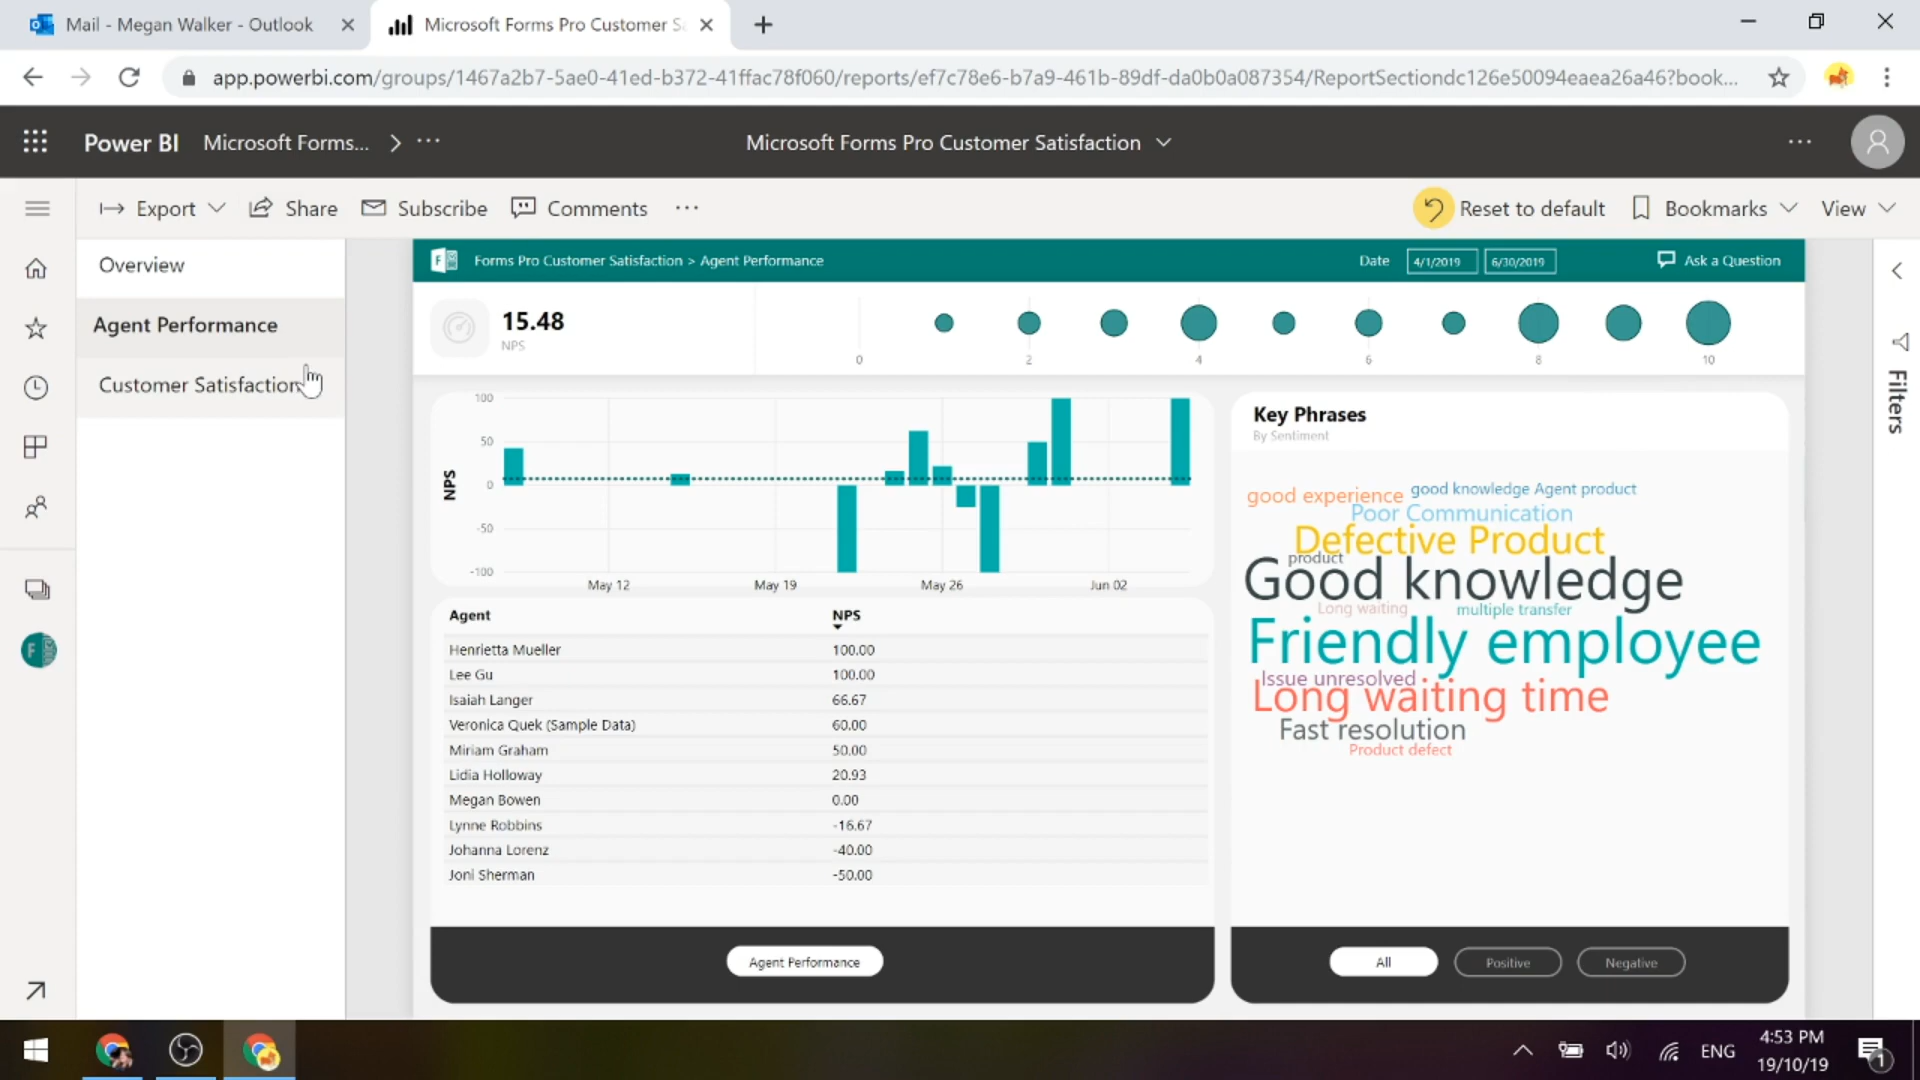 Mail - Megan Walker - Outlook
Microsoft Forms Pro Customer Sa
app.powerbi.com/groups/1467a2b7-5ae0-41ed-b372-41ffac78f060/reports/ef7c78e6-b7a9-461b-89df-da0b0a087354/ReportSectiondc126e50094eaea26a46?book...
Power BI Microsoft Forms... > ...
Microsoft Forms Pro Customer Satisfaction
Export Share Subscribe Comments ...
Reset to default Bookmarks View
Overview
Agent Performance
Customer Satisfaction
Forms Pro Customer Satisfaction > Agent Performance
Date 4/1/2019 6/30/2019 Ask a Question
15.48
NPS
0 2 4 6 8 10
Filters
100
50
0
-50
-100
NPS
May 12 May 19 May 26 Jun 02
Agent NPS
Henrietta Mueller 100.00
Lee Gu 100.00
Isaiah Langer 66.67
Veronica Quek (Sample Data) 60.00
Miriam Graham 50.00
Lidia Holloway 20.93
Megan Bowen 0.00
Lynne Robbins -16.67
Johanna Lorenz -40.00
Joni Sherman -50.00
Agent Performance
Key Phrases
By Sentiment
good experience good knowledge Agent product
Poor Communication
Defective Product
product
Good knowledge
Long waiting multiple transfer
Friendly employee
Issue unresolved
Long waiting time
Fast resolution
Product defect
All Positive Negative
F
F
ENG
4:53 PM
19/10/19
1